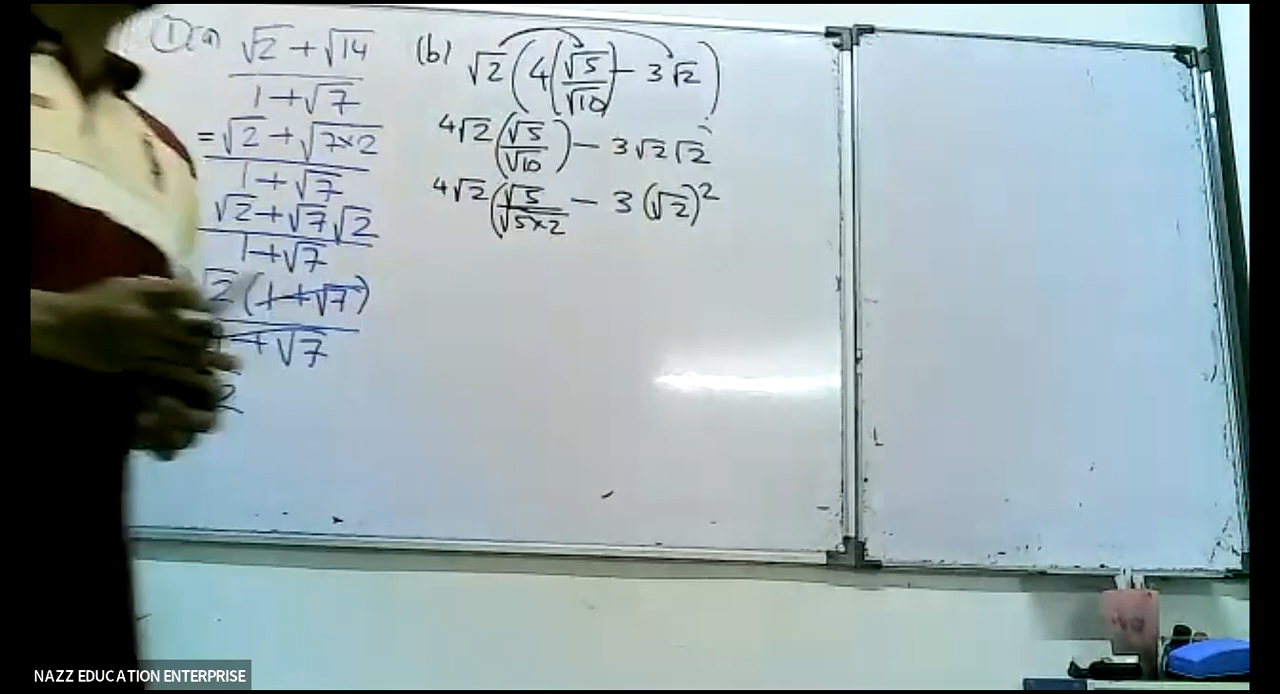 ① (a) √2 + √14
1 + √7
= √2 + √7×2
1 + √7
√2 + √7 √2
1 + √7
√2 (1 + √7)
1 + √7
2
(b) √2 (4(√5/√10) - 3√2)
4√2 (√5/√10) - 3√2√2
4√2 (√5/√5×2 - 3(√2)²
NAZZ EDUCATION ENTERPRISE